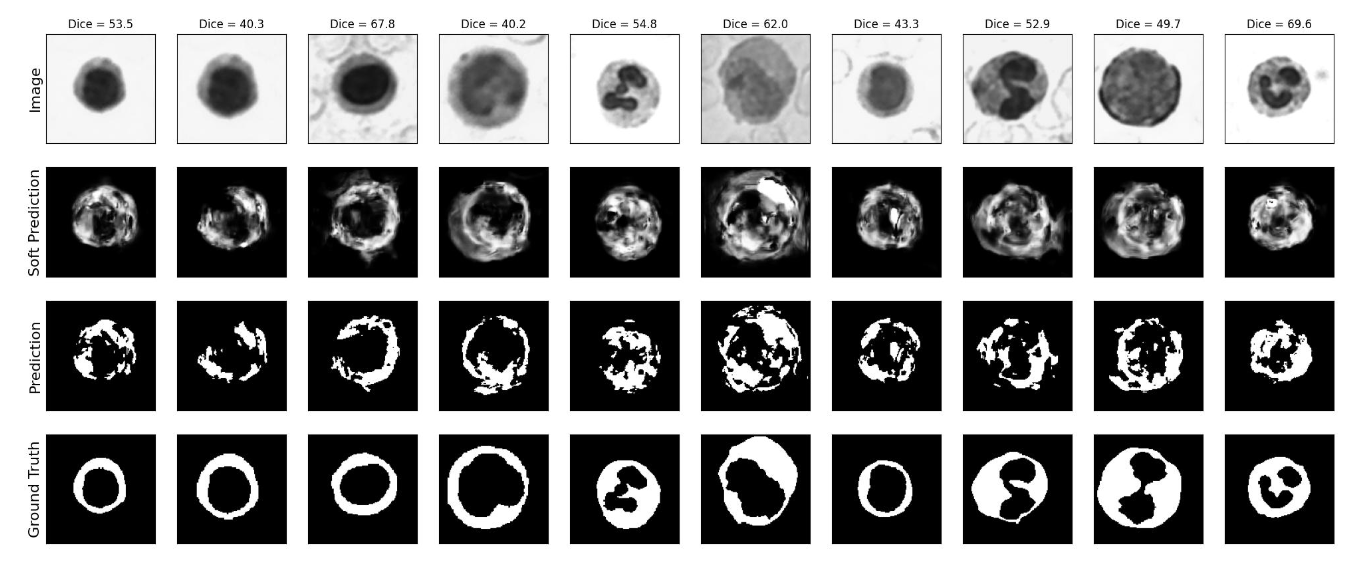 Dice = 53.5 Dice = 40.3 Dice = 67.8 Dice = 40.2 Dice = 54.8 Dice = 62.0 Dice = 43.3 Dice = 52.9 Dice = 49.7 Dice = 69.6
Image
Soft Prediction
Prediction
Ground Truth